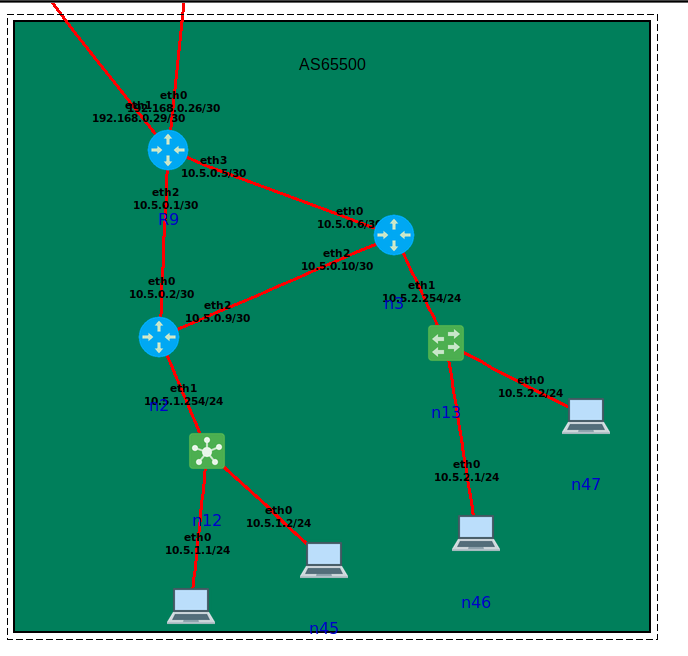 AS65500
eth0
192.168.0.26/30
eth1
192.168.0.29/30
eth3
10.5.0.5/30
eth2
10.5.0.1/30
R9
eth0
10.5.0.6/30
eth2
10.5.0.10/30
eth0
10.5.0.2/30
eth2
10.5.0.9/30
eth1
10.5.2.254/24
n3
eth1
10.5.1.254/24
n2
eth0
10.5.2.2/24
n13
eth0
10.5.2.1/24
n47
eth0
10.5.1.2/24
n12
eth0
10.5.1.1/24
n46
n45